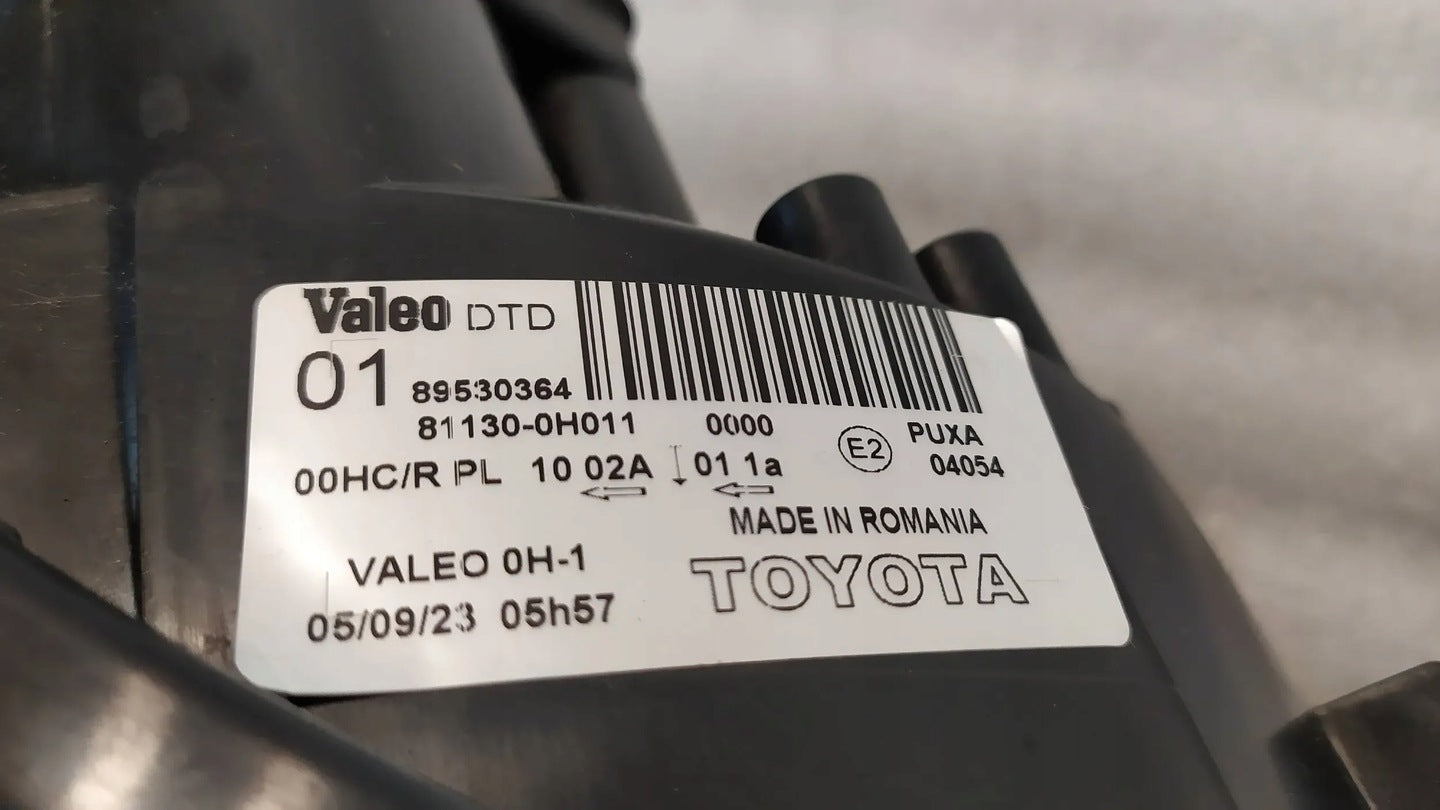 Valeo DTD
01 89530364
81130-0H011 0000
E2 PUXA
04054
00HC/R PL 10 02A 01 1a
MADE IN ROMANIA
VALEO 0H-1
TOYOTA
05/09/23 05h57